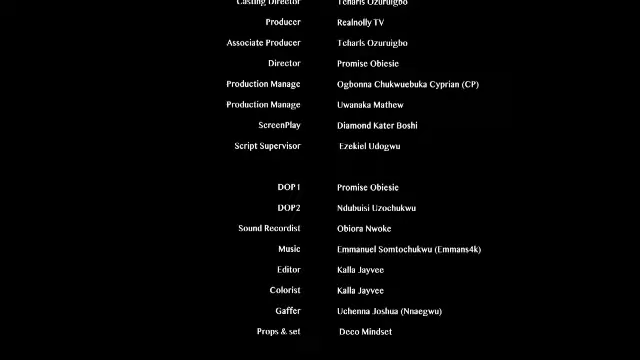 Casting Director Tcharls Ozuruigbo
Producer Realnolly TV
Associate Producer Tcharls Ozuruigbo
Director Promise Obiesie
Production Manage Ogbonna Chukwuebuka Cyprian (CP)
Production Manage Uwanaka Mathew
ScreenPlay Diamond Kater Boshi
Script Supervisor Ezekiel Udogwu
DOP1 Promise Obiesie
DOP2 Ndubuisi Uzochukwu
Sound Recordist Obiora Nwoke
Music Emmanuel Somtochukwu (Emmans4k)
Editor Kalla Jayvee
Colorist Kalla Jayvee
Gaffer Uchenna Joshua (Nnaegwu)
Props & set Deco Mindset